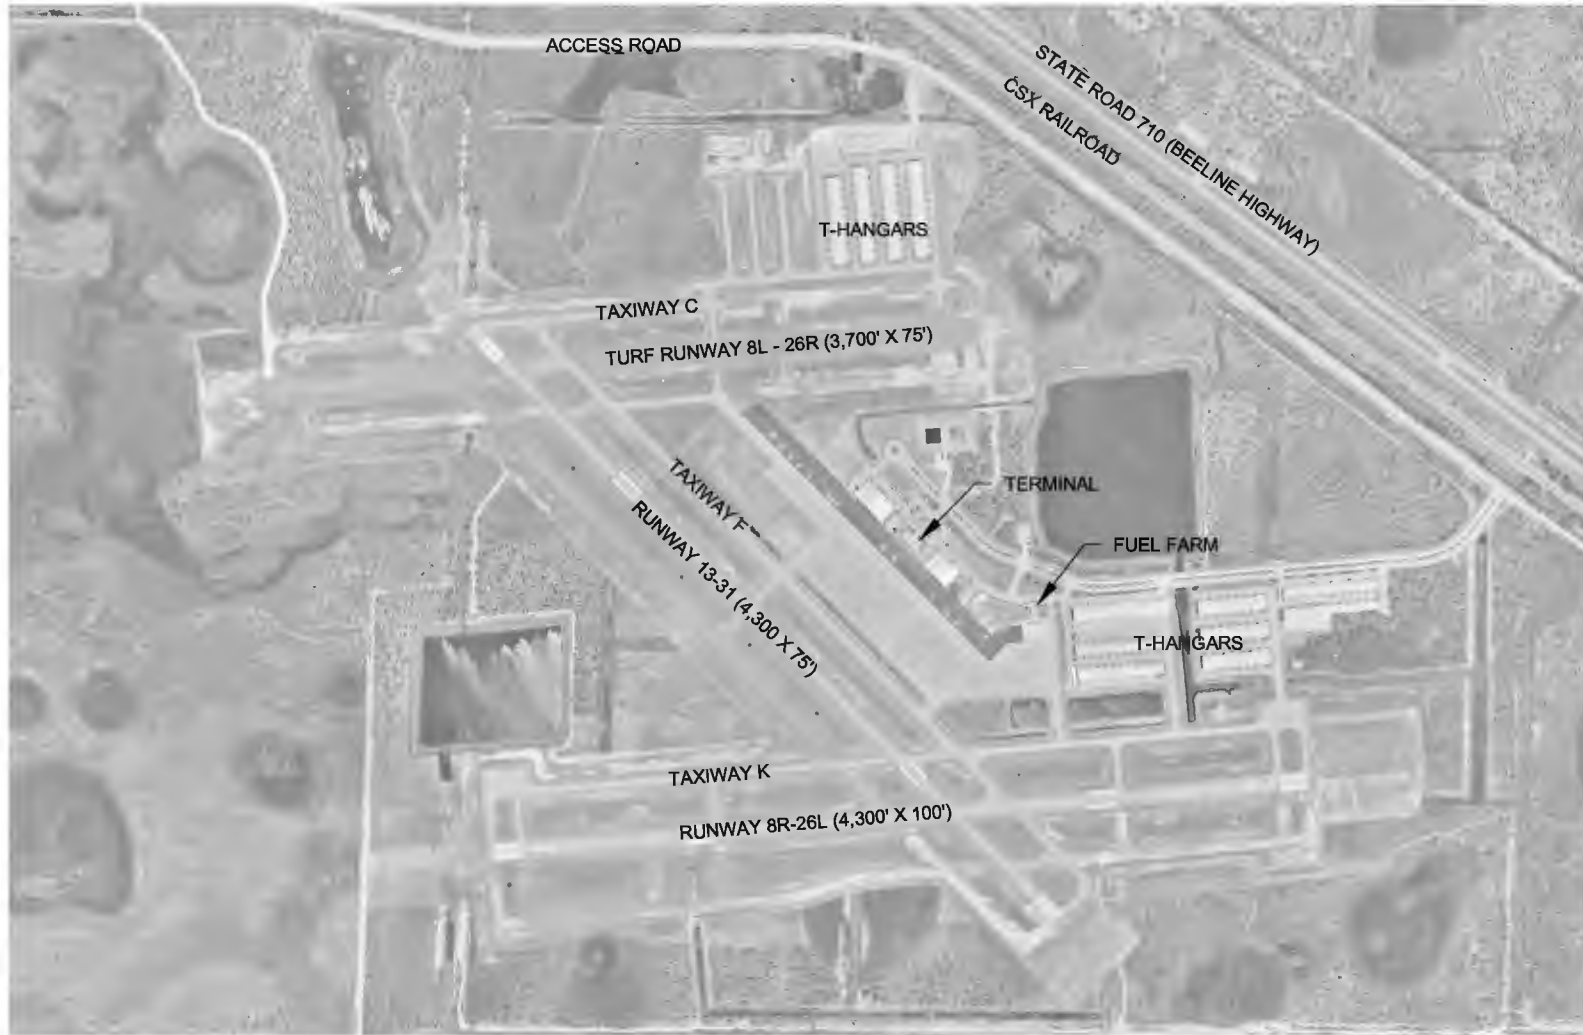 ACCESS ROAD
STATE ROAD 710 (BEELINE HIGHWAY)
CSX RAILROAD
T-HANGARS
TAXIWAY C
TURF RUNWAY 8L - 26R (3,700' X 75')
TAXIWAY F
TERMINAL
RUNWAY 13-31 (4,300 X 75')
FUEL FARM
T-HANGARS
TAXIWAY K
RUNWAY 8R-26L (4,300' X 100')